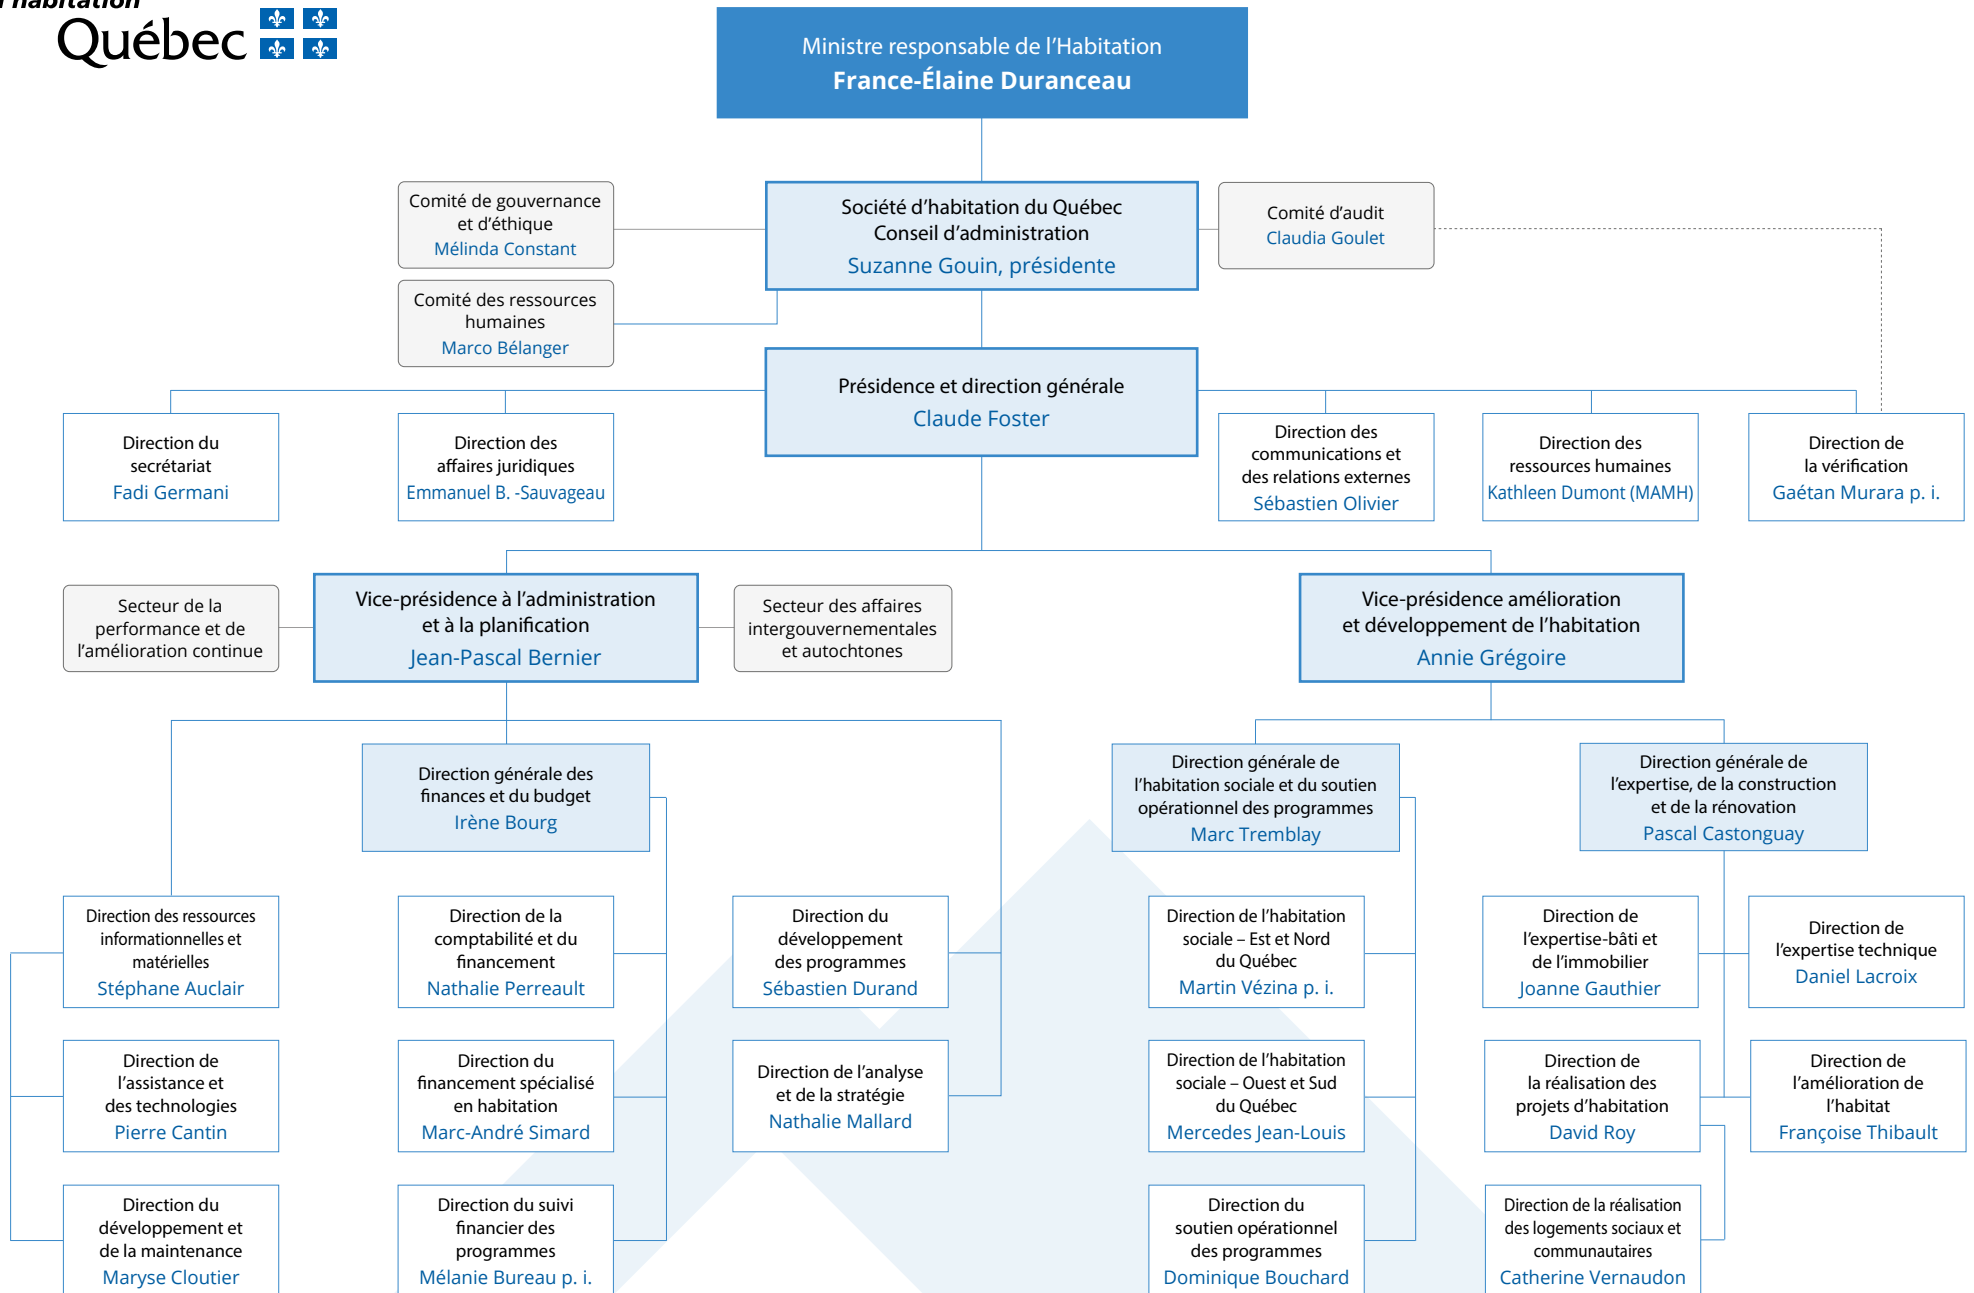 l'habitation
Québec
Ministre responsable de l'Habitation
France-Élaine Duranceau
Comité de gouvernance
et d'éthique
Mélinda Constant
Société d'habitation du Québec
Conseil d'administration
Suzanne Gouin, présidente
Comité d'audit
Claudia Goulet
Comité des ressources
humaines
Marco Bélanger
Présidence et direction générale
Claude Foster
Direction du
secrétariat
Fadi Germani
Direction des
affaires juridiques
Emmanuel B. -Sauvageau
Direction des
communications et
des relations externes
Sébastien Olivier
Direction des
ressources humaines
Kathleen Dumont (MAMH)
Direction de
la vérification
Gaétan Murara p. i.
Secteur de la
performance et de
l'amélioration continue
Vice-présidence à l'administration
et à la planification
Jean-Pascal Bernier
Secteur des affaires
intergouvernementales
et autochtones
Vice-présidence amélioration
et développement de l'habitation
Annie Grégoire
Direction générale des
finances et du budget
Irène Bourg
Direction générale de
l'habitation sociale et du soutien
opérationnel des programmes
Marc Tremblay
Direction générale de
l'expertise, de la construction
et de la rénovation
Pascal Castonguay
Direction des ressources
informationnelles et
matérielles
Stéphane Auclair
Direction de la
comptabilité et du
financement
Nathalie Perreault
Direction du
développement
des programmes
Sébastien Durand
Direction de l'habitation
sociale – Est et Nord
du Québec
Martin Vézina p. i.
Direction de
l'expertise-bâti et
de l'immobilier
Joanne Gauthier
Direction de
l'expertise technique
Daniel Lacroix
Direction de
l'assistance et
des technologies
Pierre Cantin
Direction du
financement spécialisé
en habitation
Marc-André Simard
Direction de l'analyse
et de la stratégie
Nathalie Mallard
Direction de l'habitation
sociale – Ouest et Sud
du Québec
Mercedes Jean-Louis
Direction de
la réalisation des
projets d'habitation
David Roy
Direction de
l'amélioration de
l'habitat
Françoise Thibault
Direction du
développement et
de la maintenance
Maryse Cloutier
Direction du suivi
financier des
programmes
Mélanie Bureau p. i.
Direction du
soutien opérationnel
des programmes
Dominique Bouchard
Direction de la réalisation
des logements sociaux et
communautaires
Catherine Vernaudon